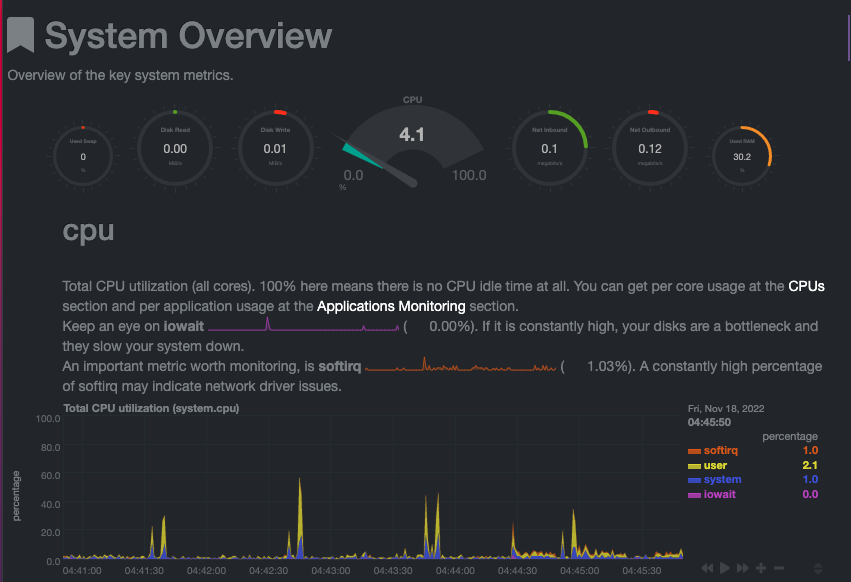 System Overview
Overview of the key system metrics.
CPU
Used Swap
0
%
Disk Read
0.00
MiB/s
Disk Write
0.01
MiB/s
4.1
0.0
100.0
%
Net Inbound
0.1
megabits/s
Net Outbound
0.12
megabits/s
Used RAM
30.2
%
cpu
Total CPU utilization (all cores). 100% here means there is no CPU idle time at all. You can get per core usage at the CPUs
section and per application usage at the Applications Monitoring section.
Keep an eye on iowait ( 0.00%). If it is constantly high, your disks are a bottleneck and
they slow your system down.
An important metric worth monitoring, is softirq ( 1.03%). A constantly high percentage
of softirq may indicate network driver issues.
Total CPU utilization (system.cpu)
100.0
80.0
60.0
40.0
20.0
0.0
percentage
04:41:00 04:41:30 04:42:00 04:42:30 04:43:00 04:43:30 04:44:00 04:44:30 04:45:00 04:45:30
Fri, Nov 18, 2022
04:45:50
percentage
softirq 1.0
user 2.1
system 1.0
iowait 0.0